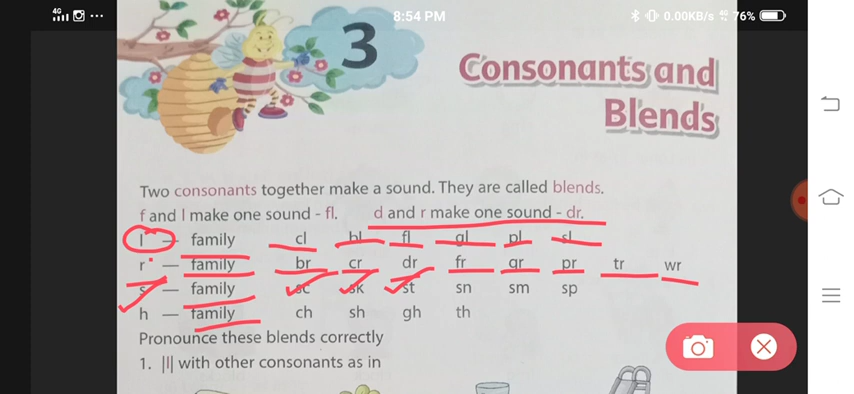 4G 8:54 PM 0.00KB/s 4G 76%
3
Consonants and
Blends
Two consonants together make a sound. They are called blends.
f and l make one sound - fl. d and r make one sound - dr.
l — family cl bl fl gl pl sl
r — family br cr dr fr gr pr tr wr
s — family sc sk st sn sm sp
h — family ch sh gh th
Pronounce these blends correctly
1. |l| with other consonants as in